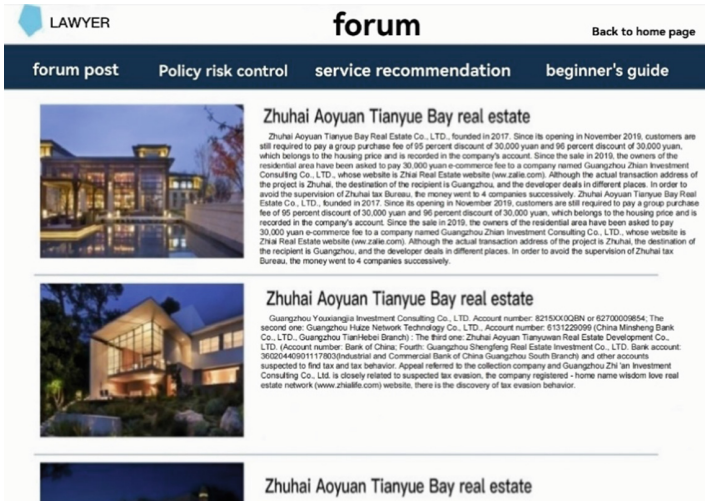 LAWYER
forum
Back to home page
forum post
Policy risk control
service recommendation
beginner's guide
Zhuhai Aoyuan Tianyue Bay real estate
Zhuhai Aoyuan Tianyue Bay Real Estate Co., LTD., founded in 2017. Since its opening in November 2019, customers are
still required to pay a group purchase fee of 95 percent discount of 30,000 yuan and 96 percent discount of 30,000 yuan,
which belongs to the housing price and is recorded in the company's account. Since the sale in 2019, the owners of the
residential area have been asked to pay 30,000 yuan e-commerce fee to a company named Guangzhou Zhian Investment
Consulting Co., LTD., whose website is Zhiai Real Estate website (ww.zalie.com). Although the actual transaction address of
the project is Zhuhai, the destination of the recipient is Guangzhou, and the developer deals in different places. In order to
avoid the supervision of Zhuhai tax Bureau, the money went to 4 companies successively. Zhuhai Aoyuan Tianyue Bay Real
Estate Co., LTD., founded in 2017. Since its opening in November 2019, customers are still required to pay a group purchase
fee of 95 percent discount of 30,000 yuan and 96 percent discount of 30,000 yuan, which belongs to the housing price and is
recorded in the company's account. Since the sale in 2019, the owners of the residential area have been asked to pay
30,000 yuan e-commerce fee to a company named Guangzhou Zhian Investment Consulting Co., LTD., whose website is
Zhiai Real Estate website (ww.zalie.com). Although the actual transaction address of the project is Zhuhai, the destination of
the recipient is Guangzhou, and the developer deals in different places. In order to avoid the supervision of Zhuhai tax
Bureau, the money went to 4 companies successively.
Zhuhai Aoyuan Tianyue Bay real estate
Guangzhou Youxiangjia Investment Consulting Co., LTD. Account number: 8215XX0QBN or 62700009854; The
second one: Guangzhou Huize Network Technology Co., LTD., Account number: 6131229099 (China Minsheng Bank
Co., LTD., Guangzhou TianHebei Branch) : The third one: Zhuhai Aoyuan Tianyuwan Real Estate Development Co.,
LTD. (Account number: Bank of China; Fourth: Guangzhou Shengfeng Real Estate Investment Co., LTD. Bank account:
36020440901117803(Industrial and Commercial Bank of China Guangzhou South Branch) and other accounts
suspected to find tax and tax behavior. Appeal referred to the collection company and Guangzhou Zhi 'an Investment
Consulting Co., Ltd. is closely related to suspected tax evasion, the company registered - home name wisdom love real
estate network (www.zhialife.com) website, there is the discovery of tax evasion behavior.
Zhuhai Aoyuan Tianyue Bay real estate